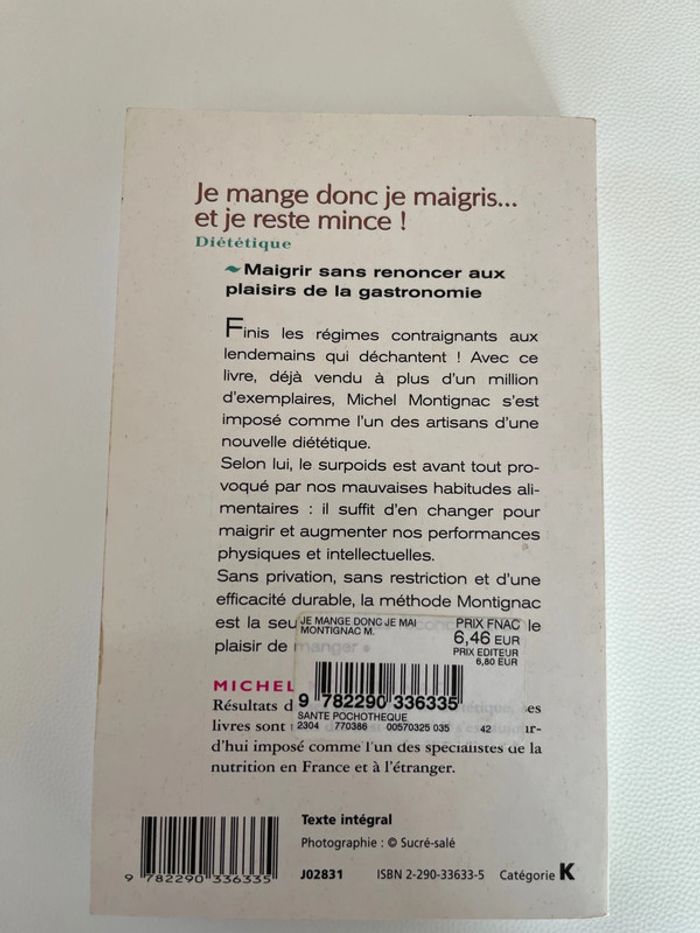 Je mange donc je maigris...
et je reste mince !
Diététique
Maigrir sans renoncer aux
plaisirs de la gastronomie
Finis les régimes contraignants aux
lendemains qui déchantent ! Avec ce
livre, déjà vendu à plus d'un million
d'exemplaires, Michel Montignac s'est
imposé comme l'un des artisans d'une
nouvelle diététique.
Selon lui, le surpoids est avant tout pro-
voqué par nos mauvaises habitudes ali-
mentaires : il suffit d'en changer pour
maigrir et augmenter nos performances
physiques et intellectuelles.
Sans privation, sans restriction et d'une
efficacité durable, la méthode Montignac
est la seu le
plaisir de manger
JE MANGE DONC JE MAI
MONTIGNAC M.
PRIX FNAC
6,46 EUR
PRIX EDITEUR
6,80 EUR
9 782290 336335
SANTE POCHOTHEQUE
2304 770386 00570325 035 42
MICHEL
Résultats d ses
livres sont ur-
d'hui imposé comme l'un des spécialistes de la
nutrition en France et à l'étranger.
9 782290 336335
Texte intégral
Photographie : © Sucré-salé
J02831 ISBN 2-290-33633-5 Catégorie K